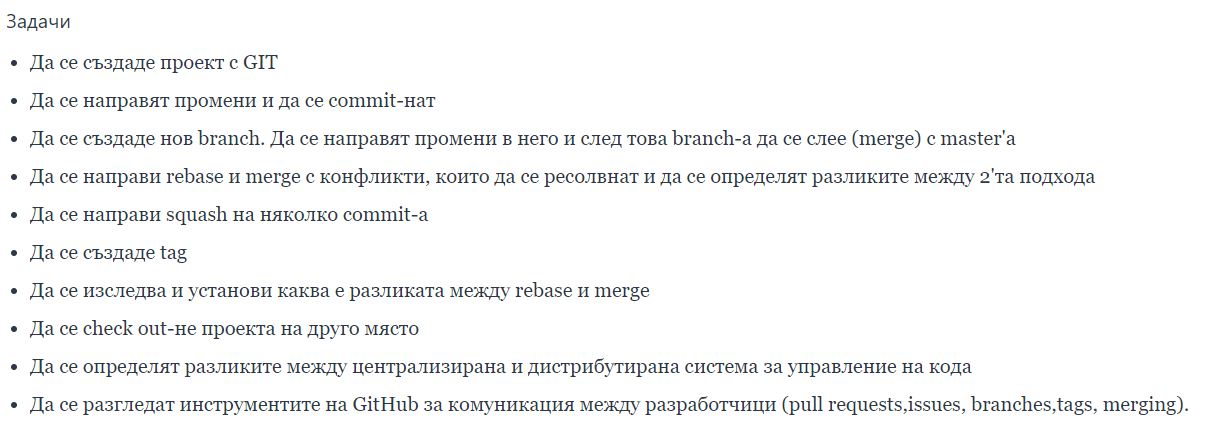 Задачи
• Да се създаде проект с GIT
• Да се направят промени и да се commit-нат
• Да се създаде нов branch. Да се направят промени в него и след това branch-а да се слее (merge) с master'а
• Да се направи rebase и merge с конфликти, които да се ресолвнат и да се определят разликите между 2'та подхода
• Да се направи squash на няколко commit-а
• Да се създаде tag
• Да се изследва и установи каква е разликата между rebase и merge
• Да се check out-не проекта на друго място
• Да се определят разликите между централизирана и дистрибутирана система за управление на кода
• Да се разгледат инструментите на GitHub за комуникация между разработчици (pull requests,issues, branches,tags, merging).